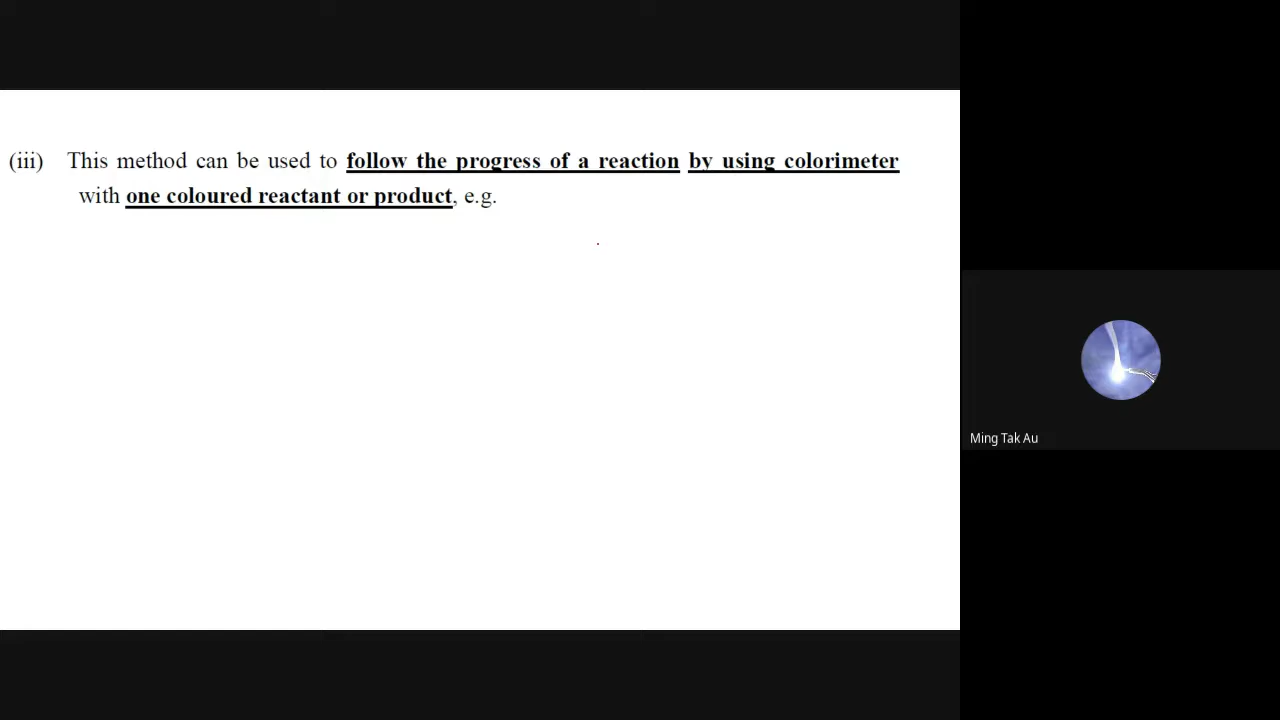 (iii) This method can be used to follow the progress of a reaction by using colorimeter
with one coloured reactant or product, e.g.
Ming Tak Au